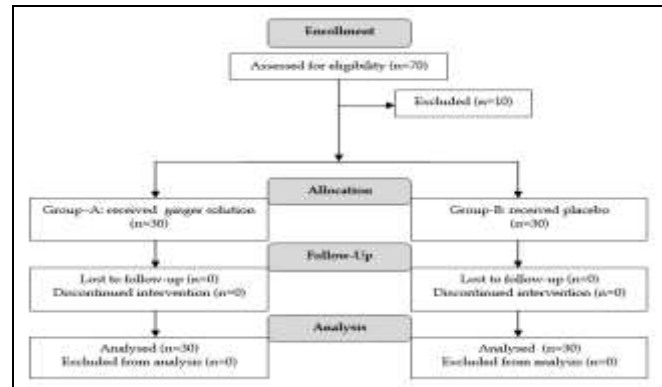 Enrollment
Assessed for eligibility (n=70)
Excluded (n=10)
Allocation
Group-A: received ginger solution
(n=30)
Group-B: received placebo
(n=30)
Follow-Up
Lost to follow-up (n=0)
Discontinued intervention (n=0)
Lost to follow-up (n=0)
Discontinued intervention (n=0)
Analysis
Analysed (n=30)
Excluded from analysis (n=0)
Analysed (n=30)
Excluded from analysis (n=0)